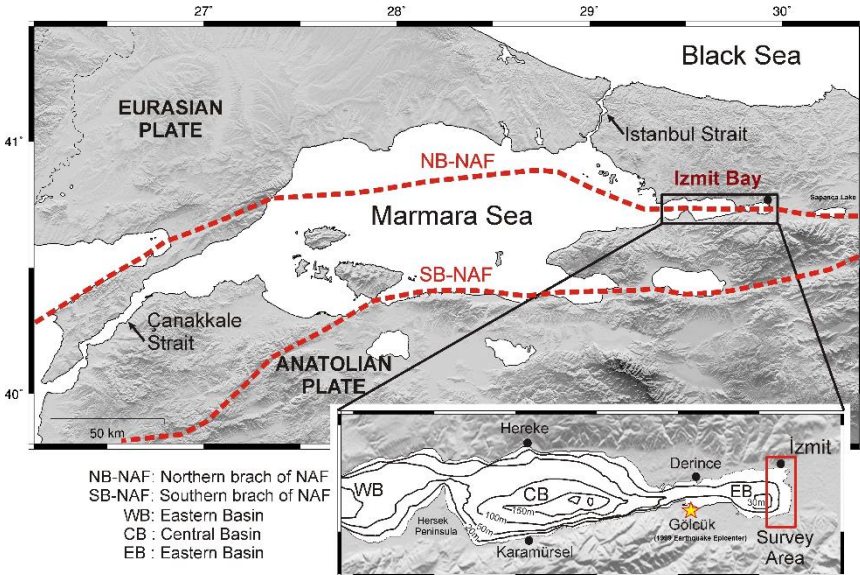 27°
28°
29°
30°
Black Sea
EURASIAN
PLATE
41°
Istanbul Strait
NB-NAF
Izmit Bay
Sapanca Lake
Marmara Sea
SB-NAF
Çanakkale
Strait
ANATOLIAN
PLATE
40°
50 km
NB-NAF: Northern brach of NAF
SB-NAF: Southern brach of NAF
WB: Eastern Basin
CB : Central Basin
EB : Eastern Basin
Hereke
İzmit
Derince
WB
CB
EB
150m
100m
50m
20m
30m
Hersek
Peninsula
Gölcük
(1999 Earthquake Epicenter)
Karamürsel
Survey
Area